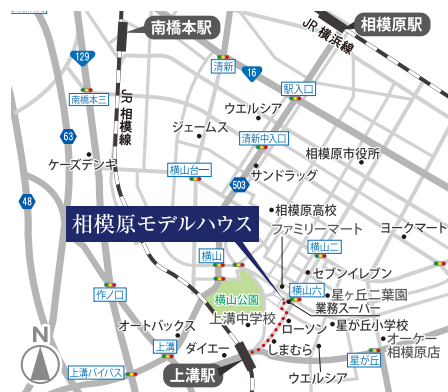 南橋本駅
相模原駅
JR 横浜線
129
清新
16
南橋本三
駅入口
JR 相模線
ウエルシア
ジェームス
63
清新中入口
ケーズデンキ
相模原市役所
横山台一
サンドラッグ
503
48
相模原高校
相模原モデルハウス
ファミリーマート
ヨークマート
横山
横山二
セブンイレブン
作ノ口
横山公園
横山六
星ヶ丘二葉園
業務スーパー
上溝中学校
オートバックス
ローソン
星が丘小学校
N
上溝
ダイエー
しまむら
オーケー
相模原店
上溝バイパス
上溝駅
ウエルシア
星が丘